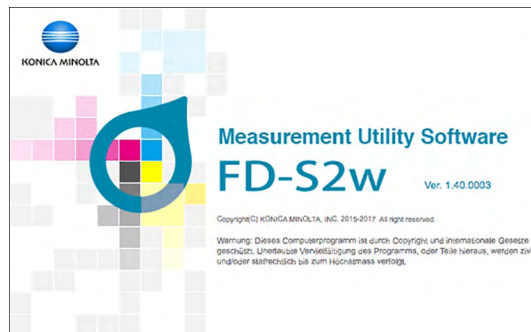 KONICA MINOLTA
Measurement Utility Software
FD-S2w
Ver. 1.40.0003
Copyright(C) KONICA MINOLTA, INC. 2015-2017 All right reserved.
Warnung: Dieses Computerprogramm ist durch Copyright und internationale Gesetze
geschützt. Unerlaubte Vervielfältigung des Programms, oder Teile hieraus, werden ziv
und/oder stafrechtlich bis zum Höchstmass verfolgt.